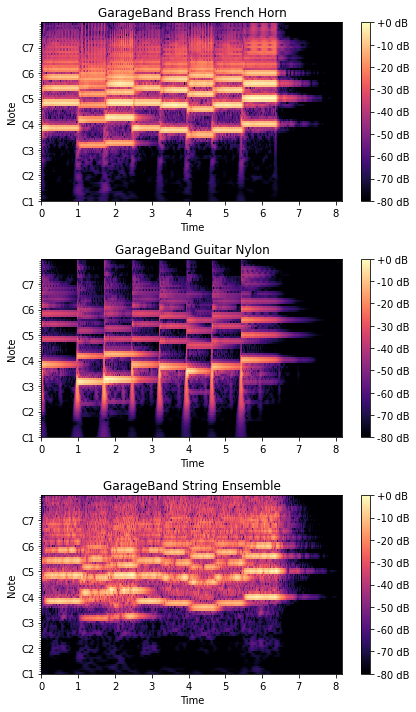 GarageBand Brass French Horn
C7
C6
C5
C4
C3
C2
C1
Note
0 1 2 3 4 5 6 7 8
Time
+0 dB
-10 dB
-20 dB
-30 dB
-40 dB
-50 dB
-60 dB
-70 dB
-80 dB
GarageBand Guitar Nylon
C7
C6
C5
C4
C3
C2
C1
Note
0 1 2 3 4 5 6 7 8
Time
+0 dB
-10 dB
-20 dB
-30 dB
-40 dB
-50 dB
-60 dB
-70 dB
-80 dB
GarageBand String Ensemble
C7
C6
C5
C4
C3
C2
C1
Note
0 1 2 3 4 5 6 7 8
Time
+0 dB
-10 dB
-20 dB
-30 dB
-40 dB
-50 dB
-60 dB
-70 dB
-80 dB